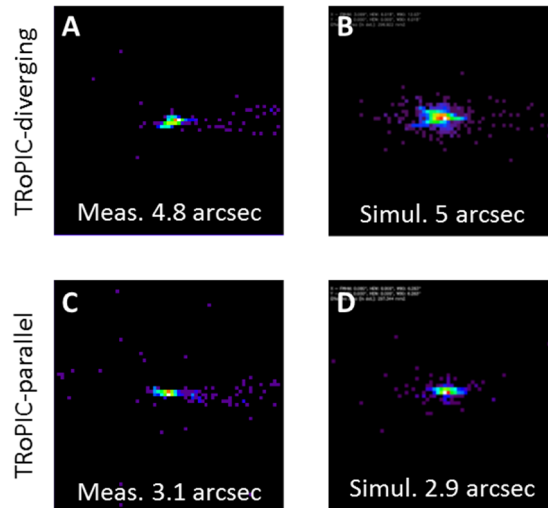 A
B
TRoPIC-diverging
Meas. 4.8 arcsec
Simul. 5 arcsec
C
D
TRoPIC-parallel
Meas. 3.1 arcsec
Simul. 2.9 arcsec